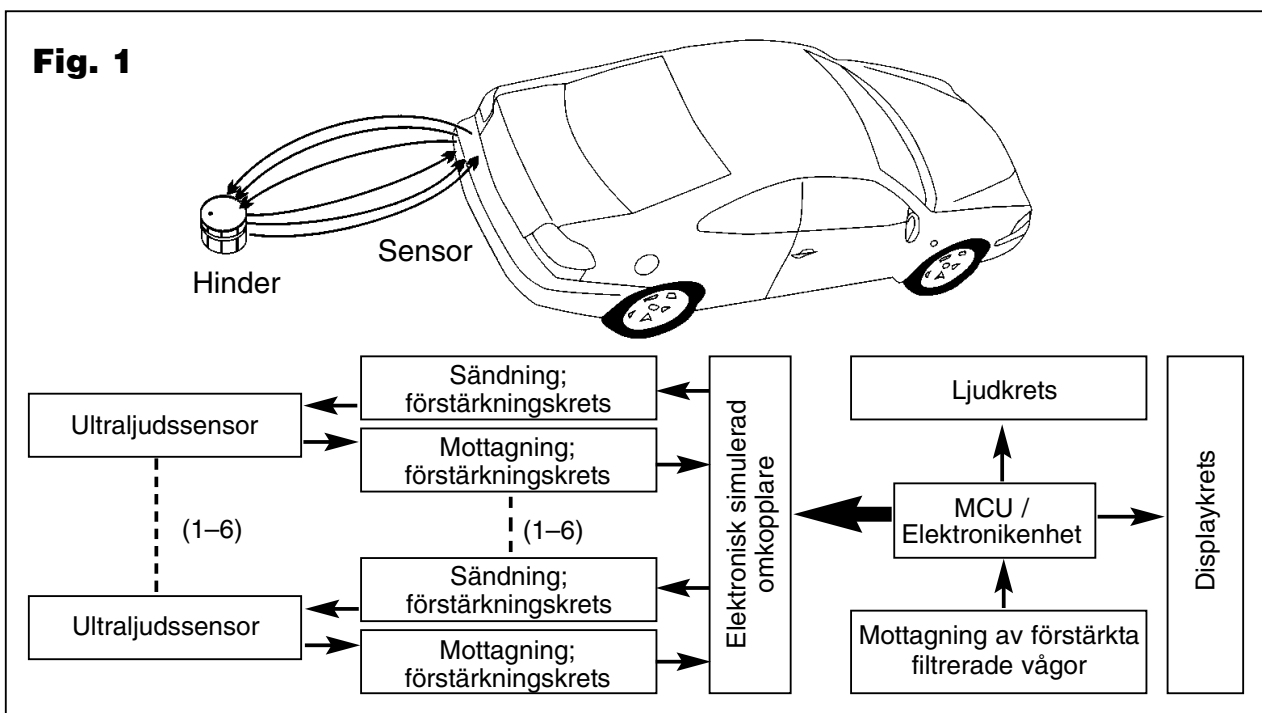 Fig. 1
Sensor
Hinder
Sändning;
förstärkningskrets
Ultraljudssensor
Mottagning;
förstärkningskrets
(1–6)
(1–6)
Sändning;
förstärkningskrets
Ultraljudssensor
Mottagning;
förstärkningskrets
Elektronisk simulerad
omkopplare
Ljudkrets
MCU /
Elektronikenhet
Mottagning av förstärkta
filtrerade vågor
Displaykrets